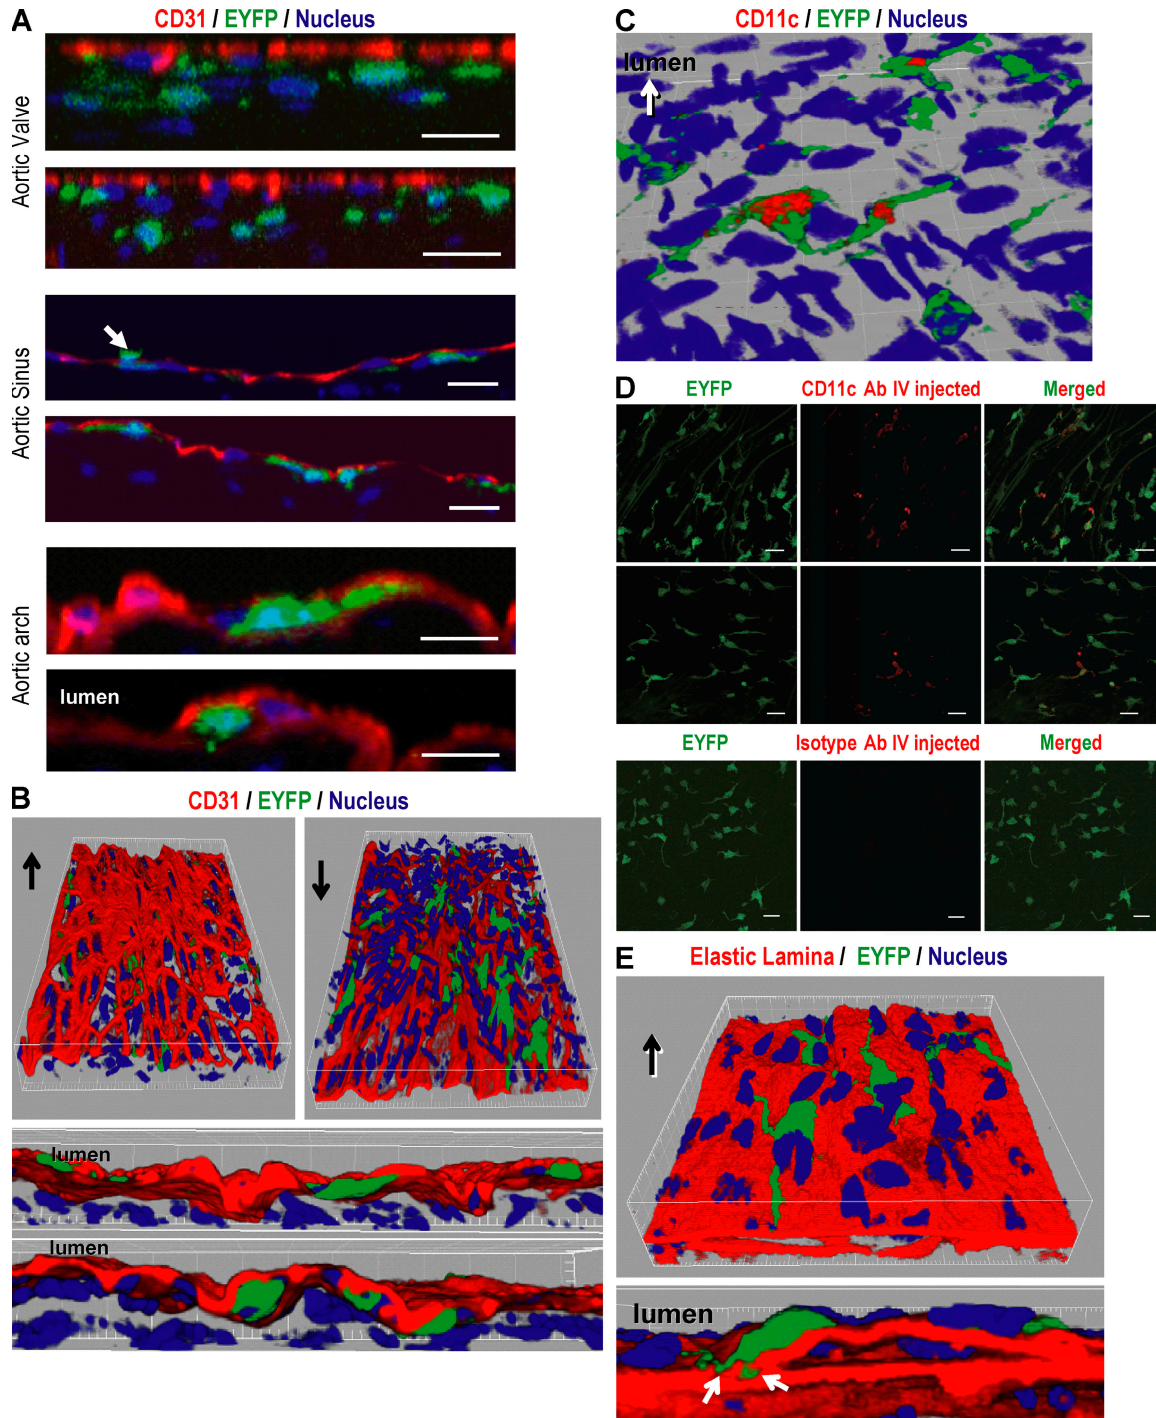 A
CD31 / EYFP / Nucleus
Aortic Valve
Aortic Sinus
Aortic arch
lumen
B
CD31 / EYFP / Nucleus
lumen
lumen
C
CD11c / EYFP / Nucleus
lumen
D
EYFP CD11c Ab IV injected Merged
EYFP Isotype Ab IV injected Merged
E
Elastic Lamina / EYFP / Nucleus
lumen